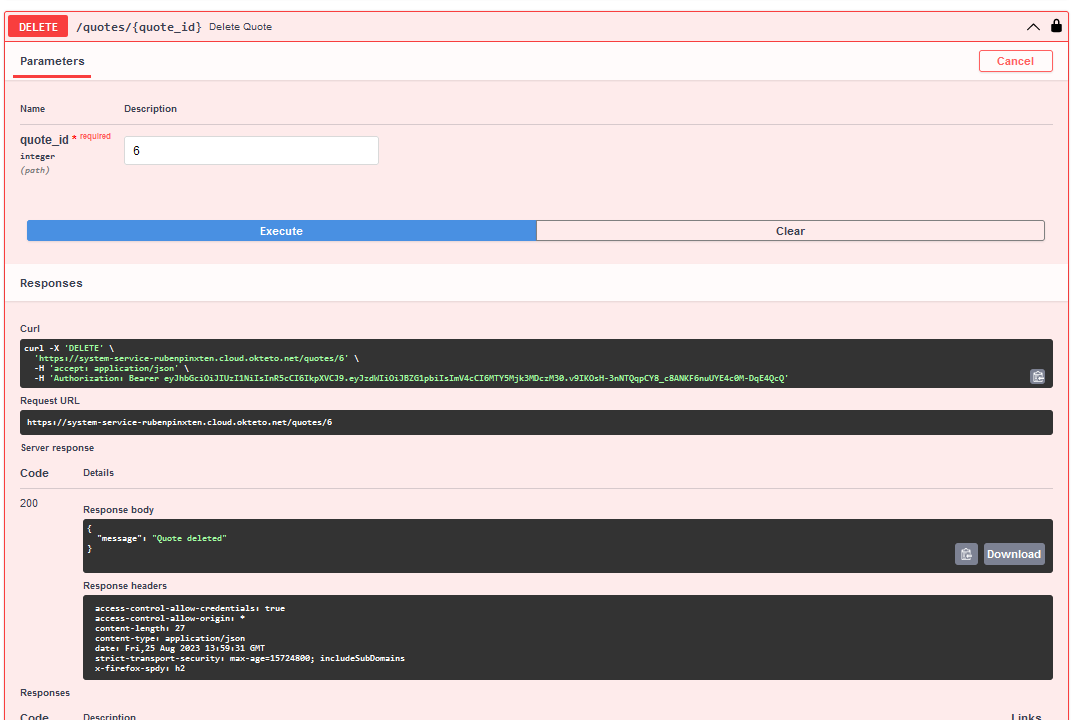 DELETE /quotes/{quote_id} Delete Quote
Parameters
Cancel
Name Description
quote_id * required
integer
(path)
6
Execute Clear
Responses
Curl
curl -X 'DELETE' \
'https://system-service-rubenpinxten.cloud.okteto.net/quotes/6' \
-H 'accept: application/json' \
-H 'Authorization: Bearer
Request URL
https://system-service-rubenpinxten.cloud.okteto.net/quotes/6
Server response
Code Details
200
Response body
{
"message": "Quote deleted"
}
Download
Response headers
access-control-allow-credentials: true
access-control-allow-origin: *
content-length: 27
content-type: application/json
date: Fri,25 Aug 2023 13:59:31 GMT
strict-transport-security: max-age=15724800; includeSubDomains
x-firefox-spdy: h2
Responses
Code Description Links